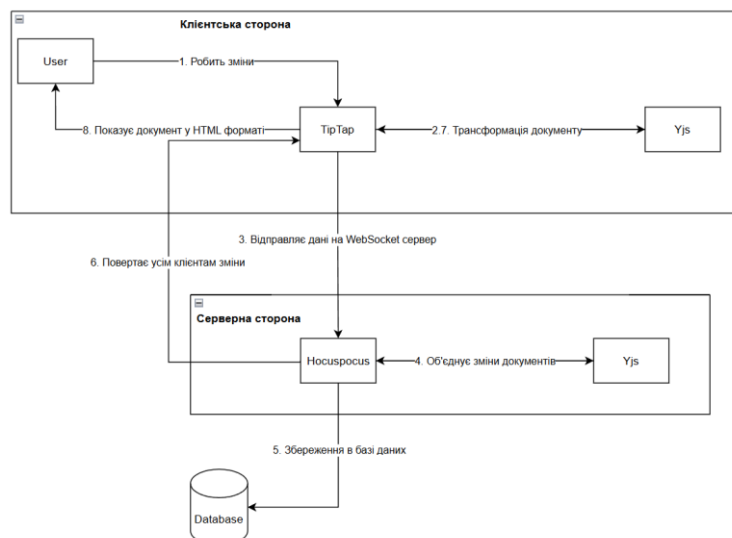 Клієнтська сторона
User
1. Робить зміни
8. Показує документ у HTML форматі
TipTap
2.7. Трансформація документу
Yjs
3. Відправляє дані на WebSocket сервер
6. Повертає усім клієнтам зміни
Серверна сторона
Hocuspocus
4. Об'єднує зміни документів
Yjs
5. Збереження в базі даних
Database